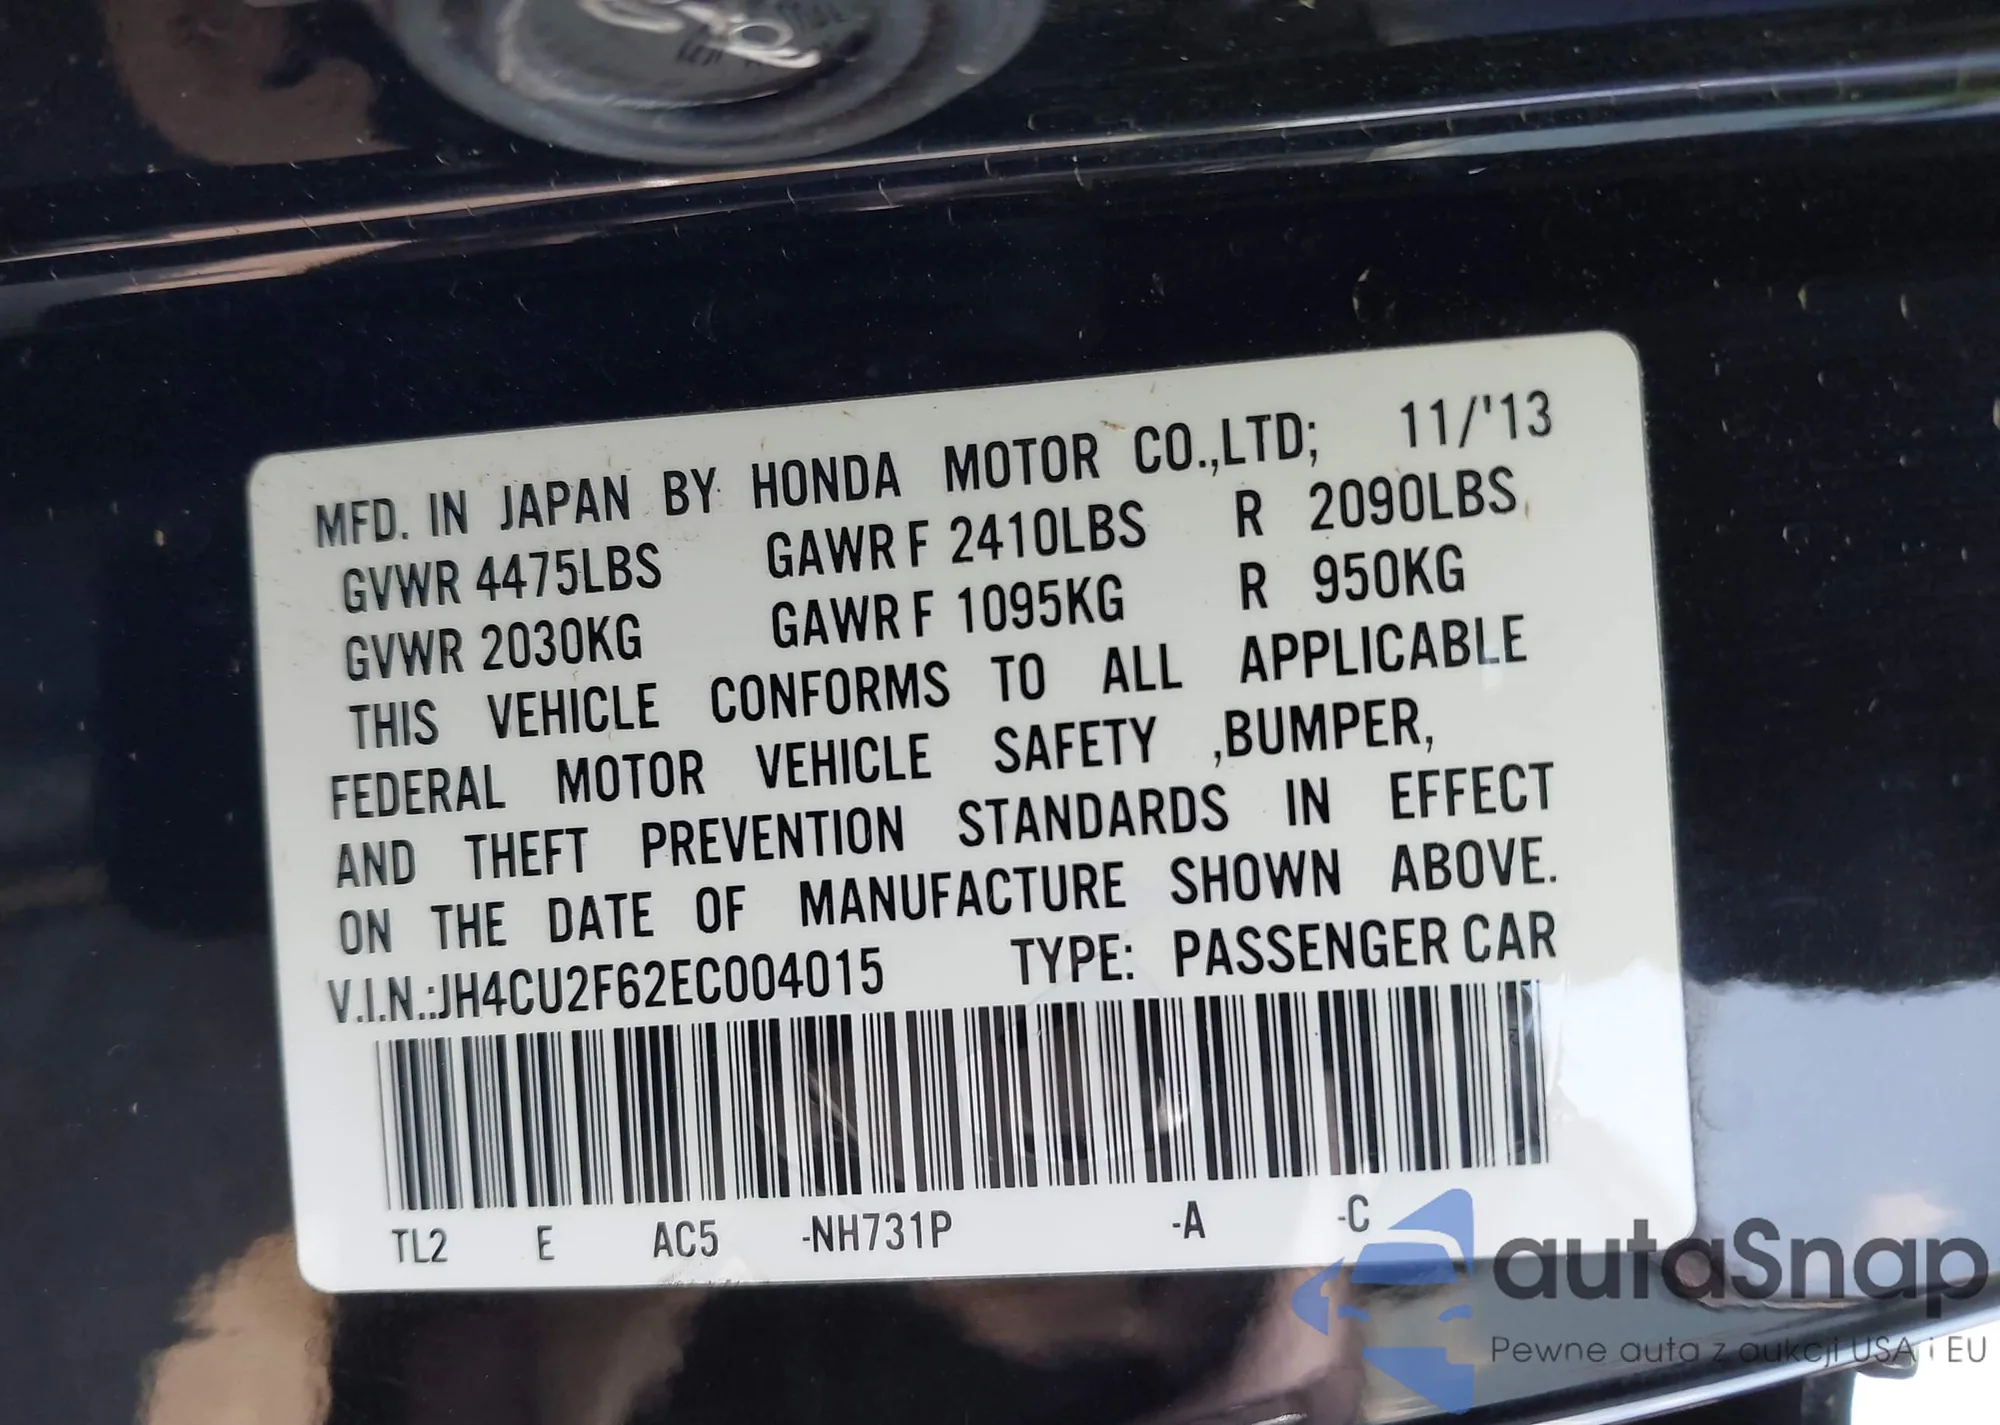 MFD. IN JAPAN BY HONDA MOTOR CO.,LTD; 11/'13
GVWR 4475LBS GAWR F 2410LBS R 2090LBS
GVWR 2030KG GAWR F 1095KG R 950KG
THIS VEHICLE CONFORMS TO ALL APPLICABLE
FEDERAL MOTOR VEHICLE SAFETY ,BUMPER,
AND THEFT PREVENTION STANDARDS IN EFFECT
ON THE DATE OF MANUFACTURE SHOWN ABOVE.
V.I.N.:JH4CU2F62EC004015 TYPE: PASSENGER CAR
TL2 E AC5 -NH731P -A -C
autaSnap
Pewne auta z aukcji USA i EU